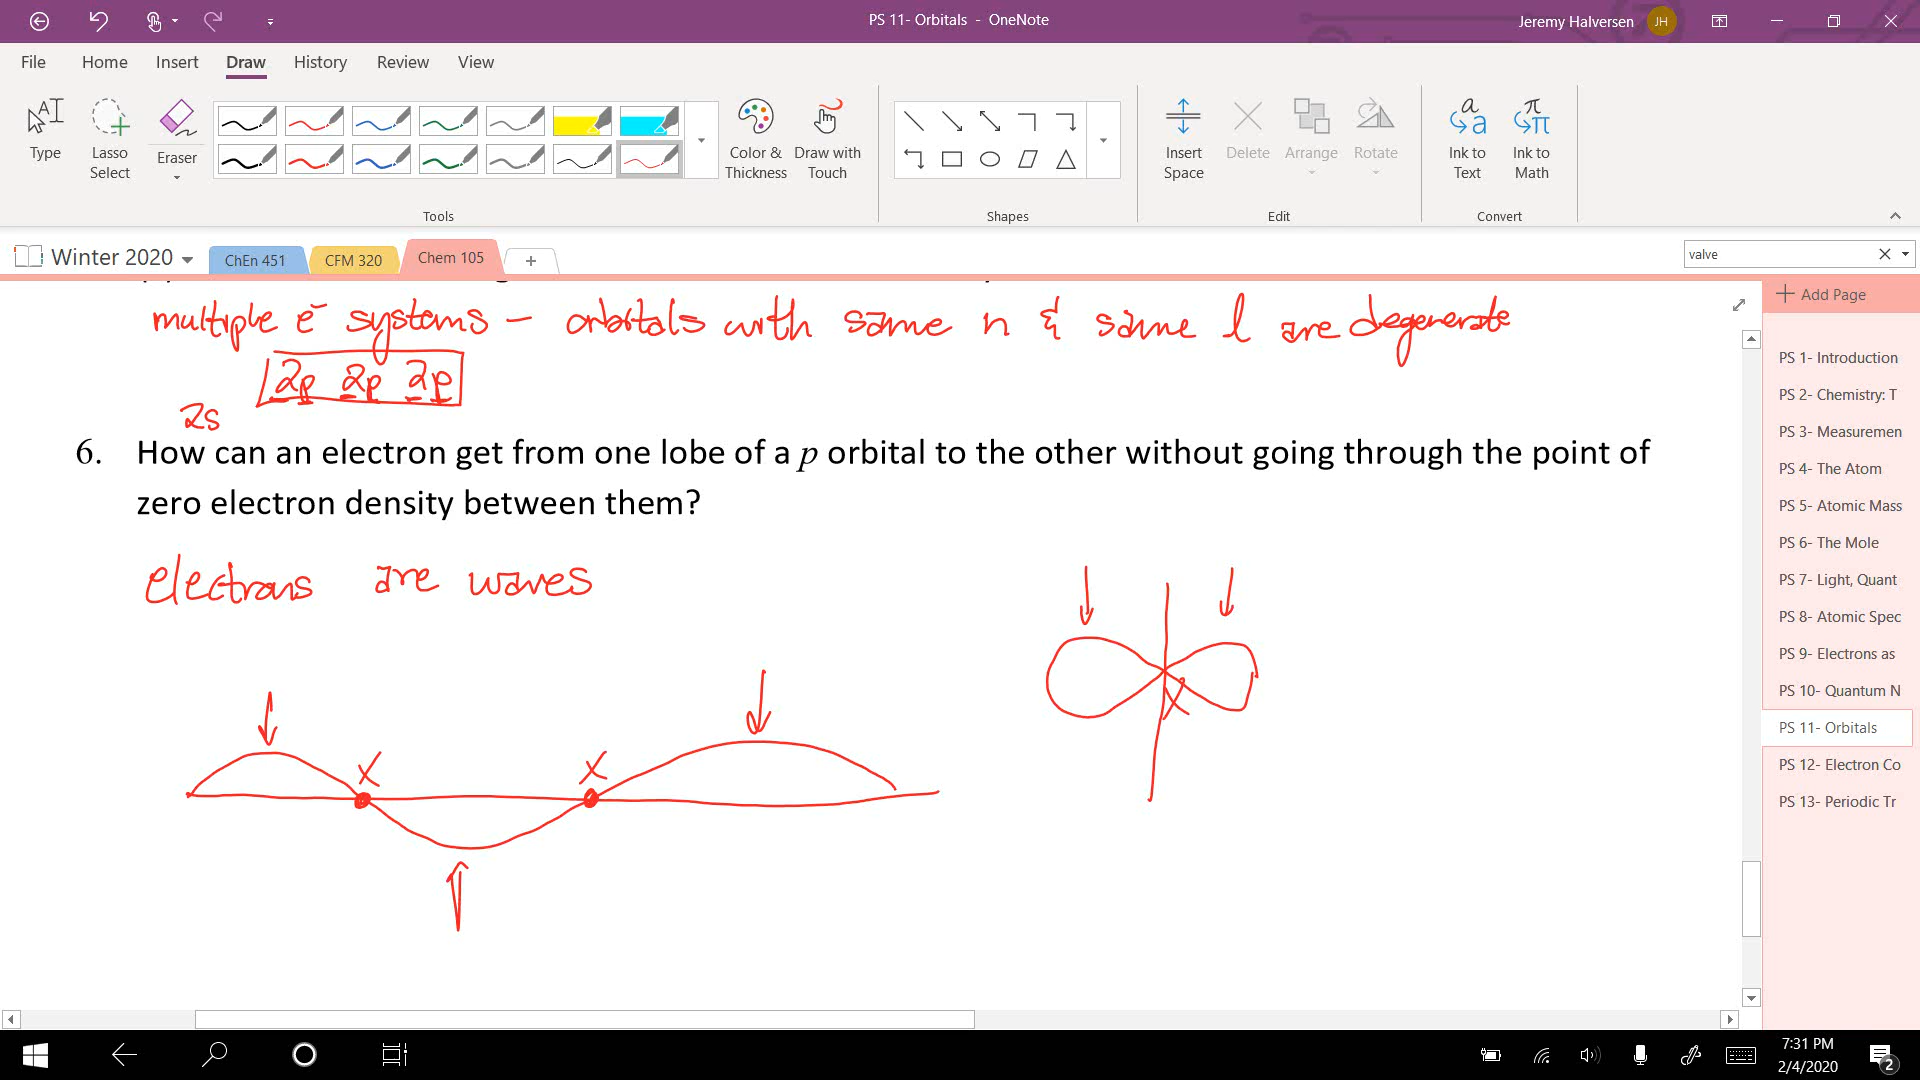 PS 11- Orbitals - OneNote
Jeremy Halversen JH
File Home Insert Draw History Review View
Type
Lasso Select
Eraser
Color & Thickness
Draw with Touch
Insert Space
Delete
Arrange
Rotate
Ink to Text
Ink to Math
Tools
Shapes
Edit
Convert
Winter 2020
ChEn 451
CFM 320
Chem 105
valve
Add Page
multiple e⁻ systems – orbitals with same n & same l are degenerate
2p 2p 2p
2s
6. How can an electron get from one lobe of a p orbital to the other without going through the point of
zero electron density between them?
electrons are waves
x x
x
PS 1- Introduction
PS 2- Chemistry: T
PS 3- Measuremen
PS 4- The Atom
PS 5- Atomic Mass
PS 6- The Mole
PS 7- Light, Quant
PS 8- Atomic Spec
PS 9- Electrons as
PS 10- Quantum N
PS 11- Orbitals
PS 12- Electron Co
PS 13- Periodic Tr
7:31 PM
2/4/2020
2